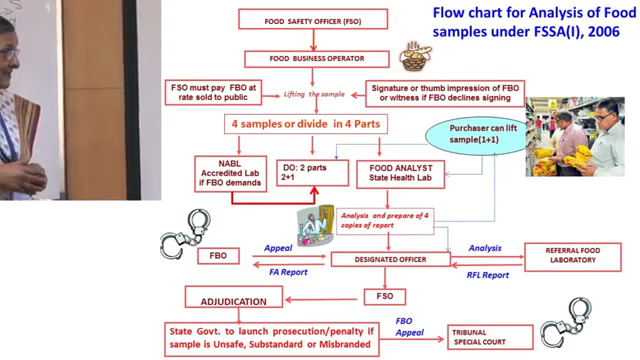 Flow chart for Analysis of Food
samples under FSSA(I), 2006
FOOD SAFETY OFFICER (FSO)
FOOD BUSINESS OPERATOR
FSO must pay FBO at
rate sold to public
Lifting the sample
Signature or thumb impression of FBO
or witness if FBO declines signing
4 samples or divide in 4 Parts
Purchaser can lift
sample(1+1)
NABL
Accredited Lab
if FBO demands
DO: 2 parts
2+1
FOOD ANALYST
State Health Lab
Analysis and prepare of 4
copies of report
FBO
Appeal
FA Report
DESIGNATED OFFICER
Analysis
RFL Report
REFERRAL FOOD
LABORATORY
ADJUDICATION
FSO
State Govt. to launch prosecution/penalty if
sample is Unsafe, Substandard or Misbranded
FBO
Appeal
TRIBUNAL
SPECIAL COURT